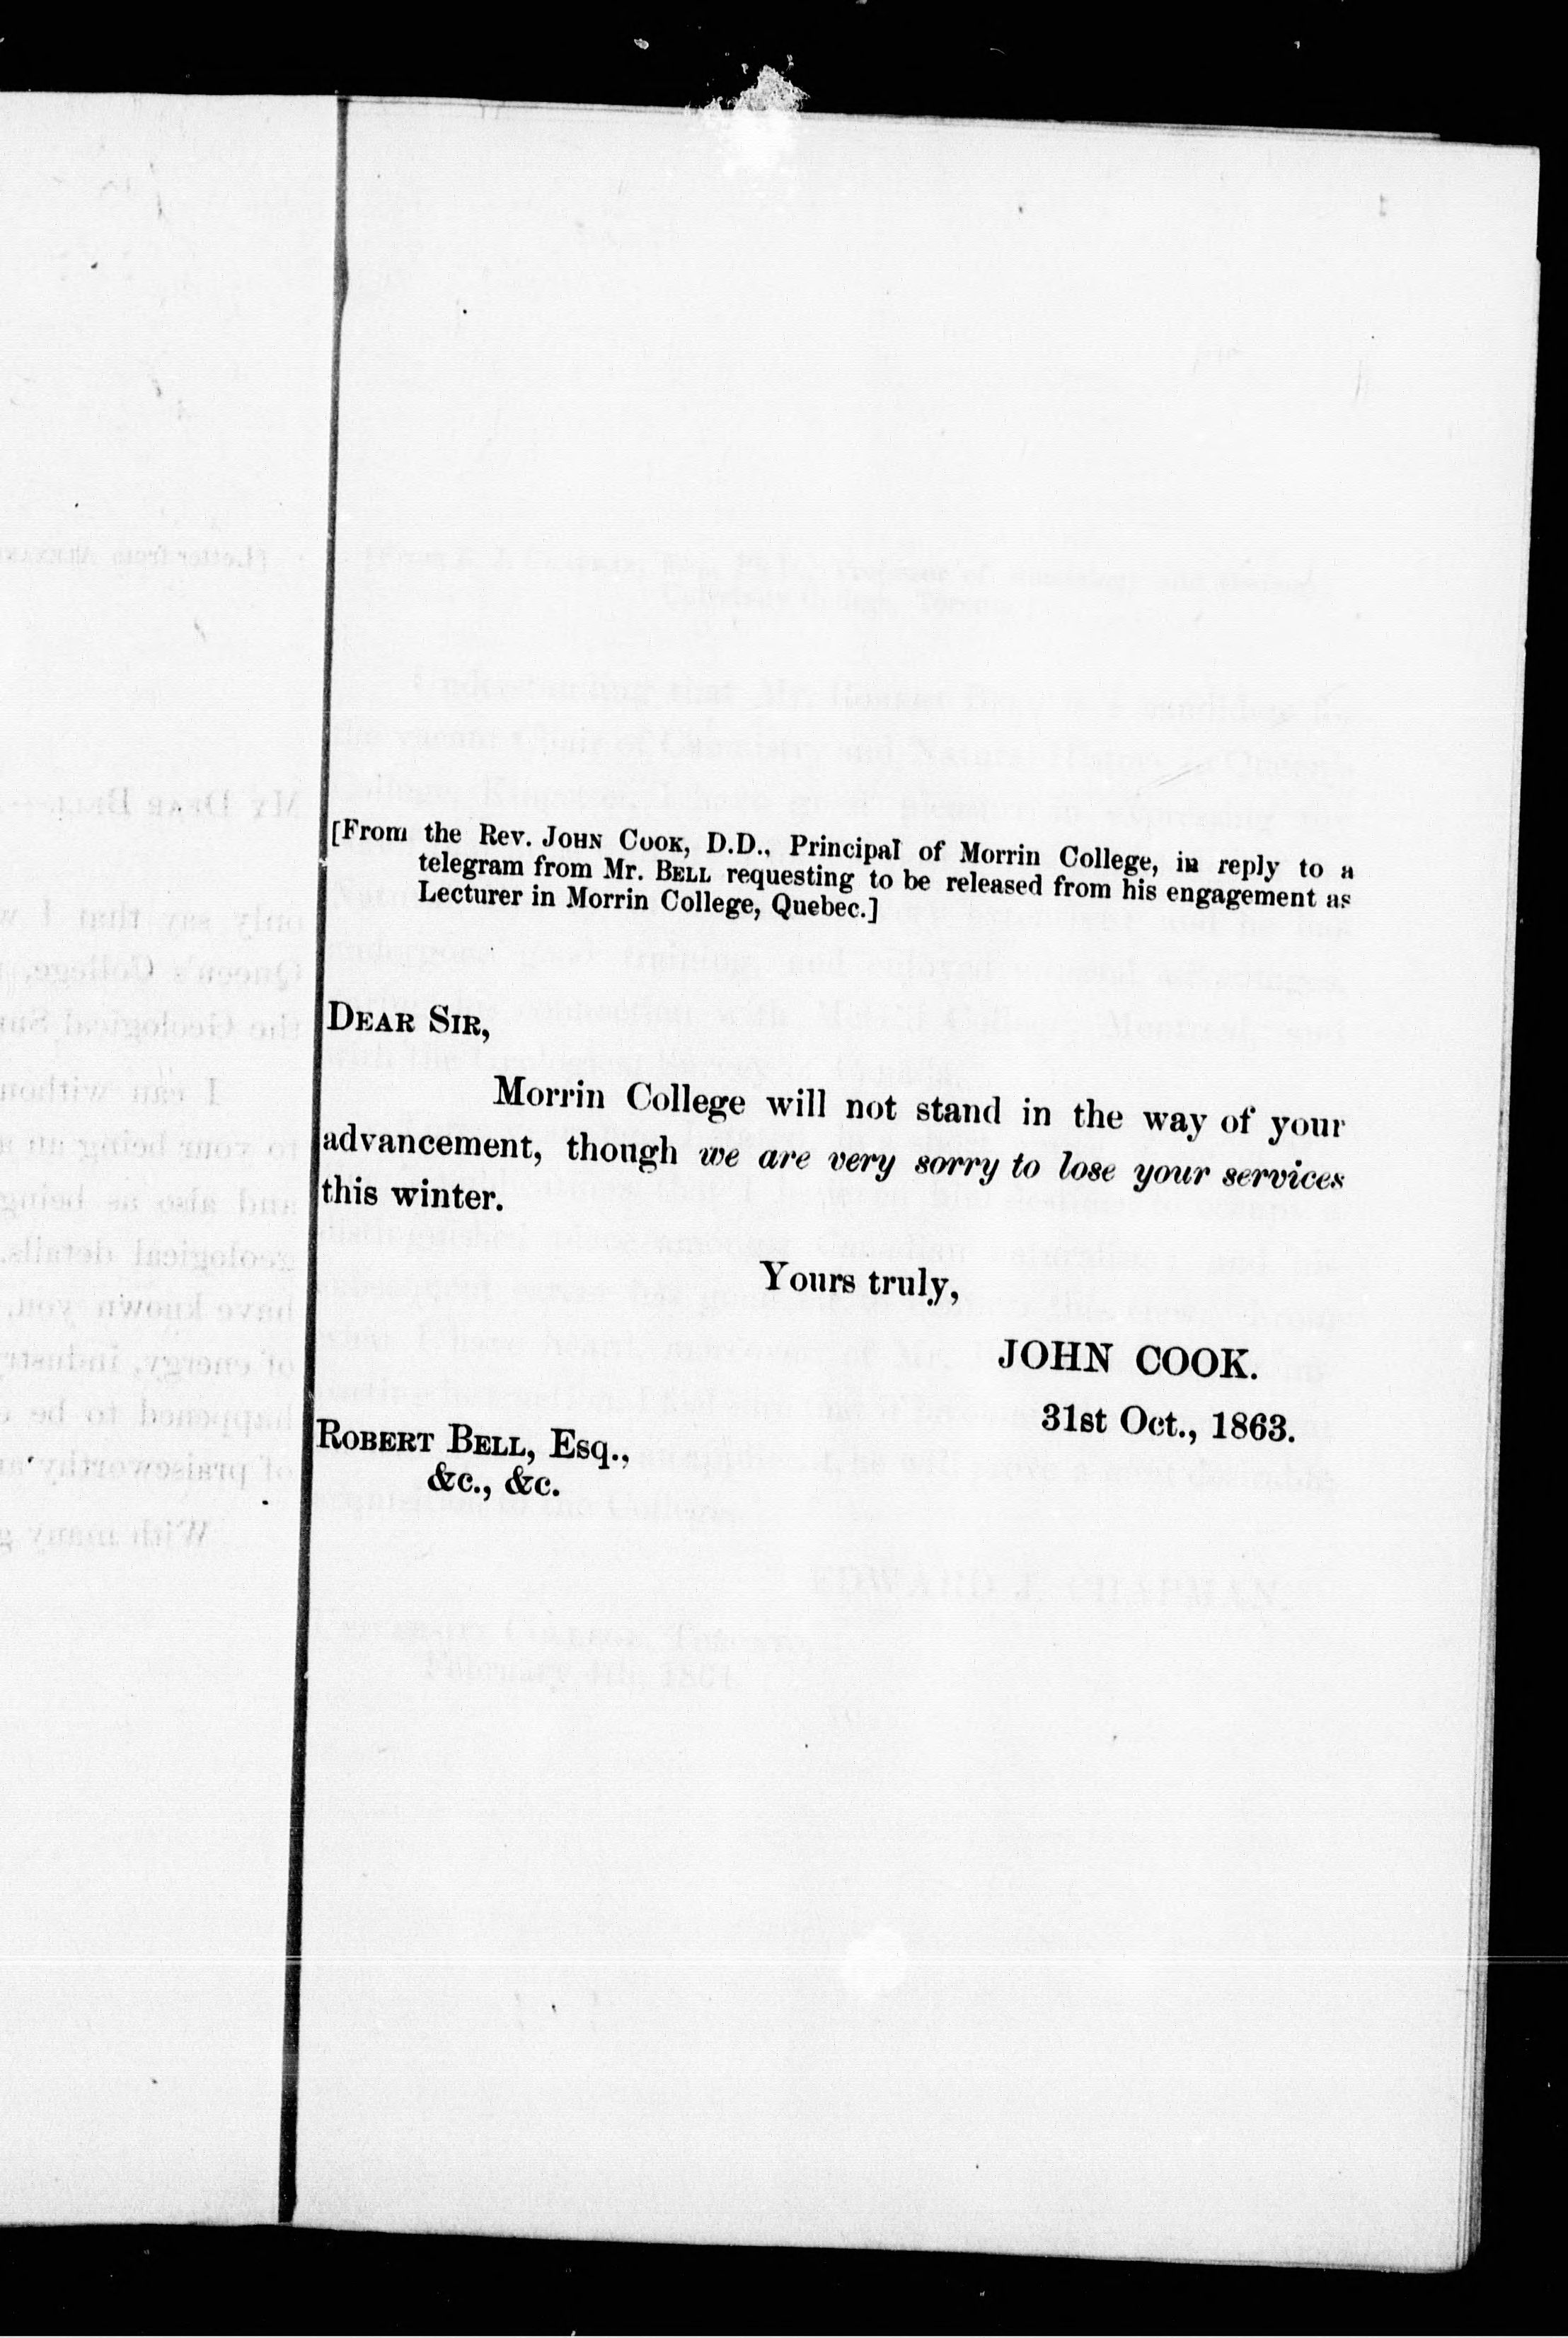 [From the Rev. JOHN COOK, D.D., Principal of Morrin College, in reply to a
telegram from Mr. BELL requesting to be released from his engagement as
Lecturer in Morrin College, Quebec.]
DEAR SIR,
Morrin College will not stand in the way of your
advancement, though we are very sorry to lose your services
this winter.
Yours truly,
JOHN COOK.
31st Oct., 1863.
ROBERT BELL, Esq.,
&c., &c.